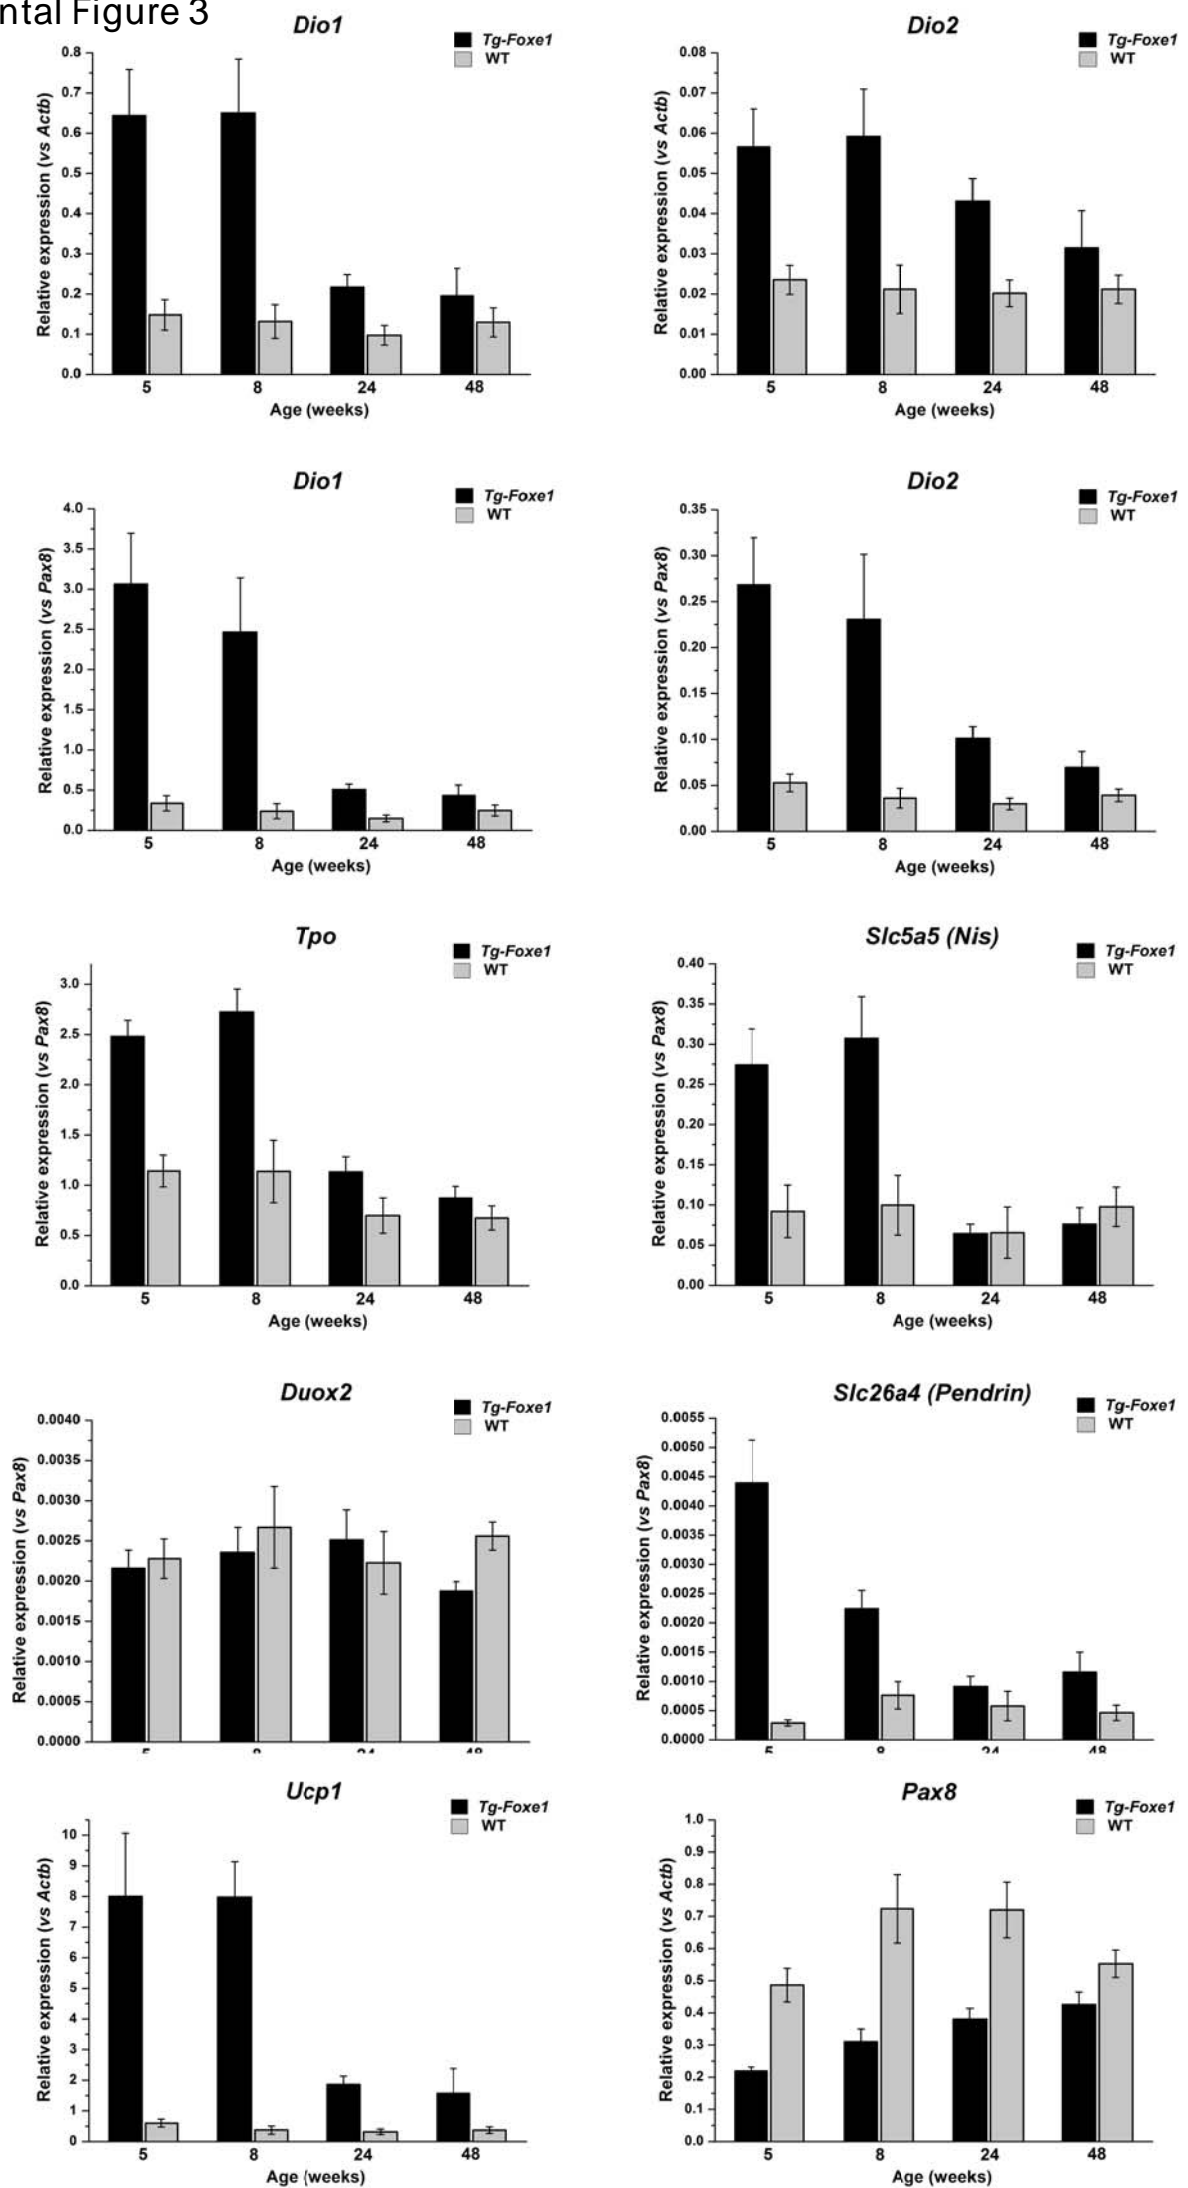 ntal Figure 3
Dio1
Tg-Foxe1
WT
Relative expression (vs Actb)
0.8
0.7
0.6
0.5
0.4
0.3
0.2
0.1
0.0
5 8 24 48
Age (weeks)
Dio2
Tg-Foxe1
WT
Relative expression (vs Actb)
0.08
0.07
0.06
0.05
0.04
0.03
0.02
0.01
0.00
5 8 24 48
Age (weeks)
Dio1
Tg-Foxe1
WT
Relative expression (vs Pax8)
4.0
3.5
3.0
2.5
2.0
1.5
1.0
0.5
0.0
5 8 24 48
Age (weeks)
Dio2
Tg-Foxe1
WT
Relative expression (vs Pax8)
0.35
0.30
0.25
0.20
0.15
0.10
0.05
0.00
5 8 24 48
Age (weeks)
Tpo
Tg-Foxe1
WT
Relative expression (vs Pax8)
3.0
2.5
2.0
1.5
1.0
0.5
0.0
5 8 24 48
Age (weeks)
Slc5a5 (Nis)
Tg-Foxe1
WT
Relative expression (vs Pax8)
0.40
0.35
0.30
0.25
0.20
0.15
0.10
0.05
0.00
5 8 24 48
Age (weeks)
Duox2
Tg-Foxe1
WT
Relative expression (vs Pax8)
0.0040
0.0035
0.0030
0.0025
0.0020
0.0015
0.0010
0.0005
0.0000
5 8 24 48
Slc26a4 (Pendrin)
Tg-Foxe1
WT
Relative expression (vs Pax8)
0.0055
0.0050
0.0045
0.0040
0.0035
0.0030
0.0025
0.0020
0.0015
0.0010
0.0005
0.0000
5 8 24 48
Ucp1
Tg-Foxe1
WT
Relative expression (vs Actb)
10
9
8
7
6
5
4
3
2
1
0
5 8 24 48
Age (weeks)
Pax8
Tg-Foxe1
WT
Relative expression (vs Actb)
1.0
0.9
0.8
0.7
0.6
0.5
0.4
0.3
0.2
0.1
0.0
5 8 24 48
Age (weeks)